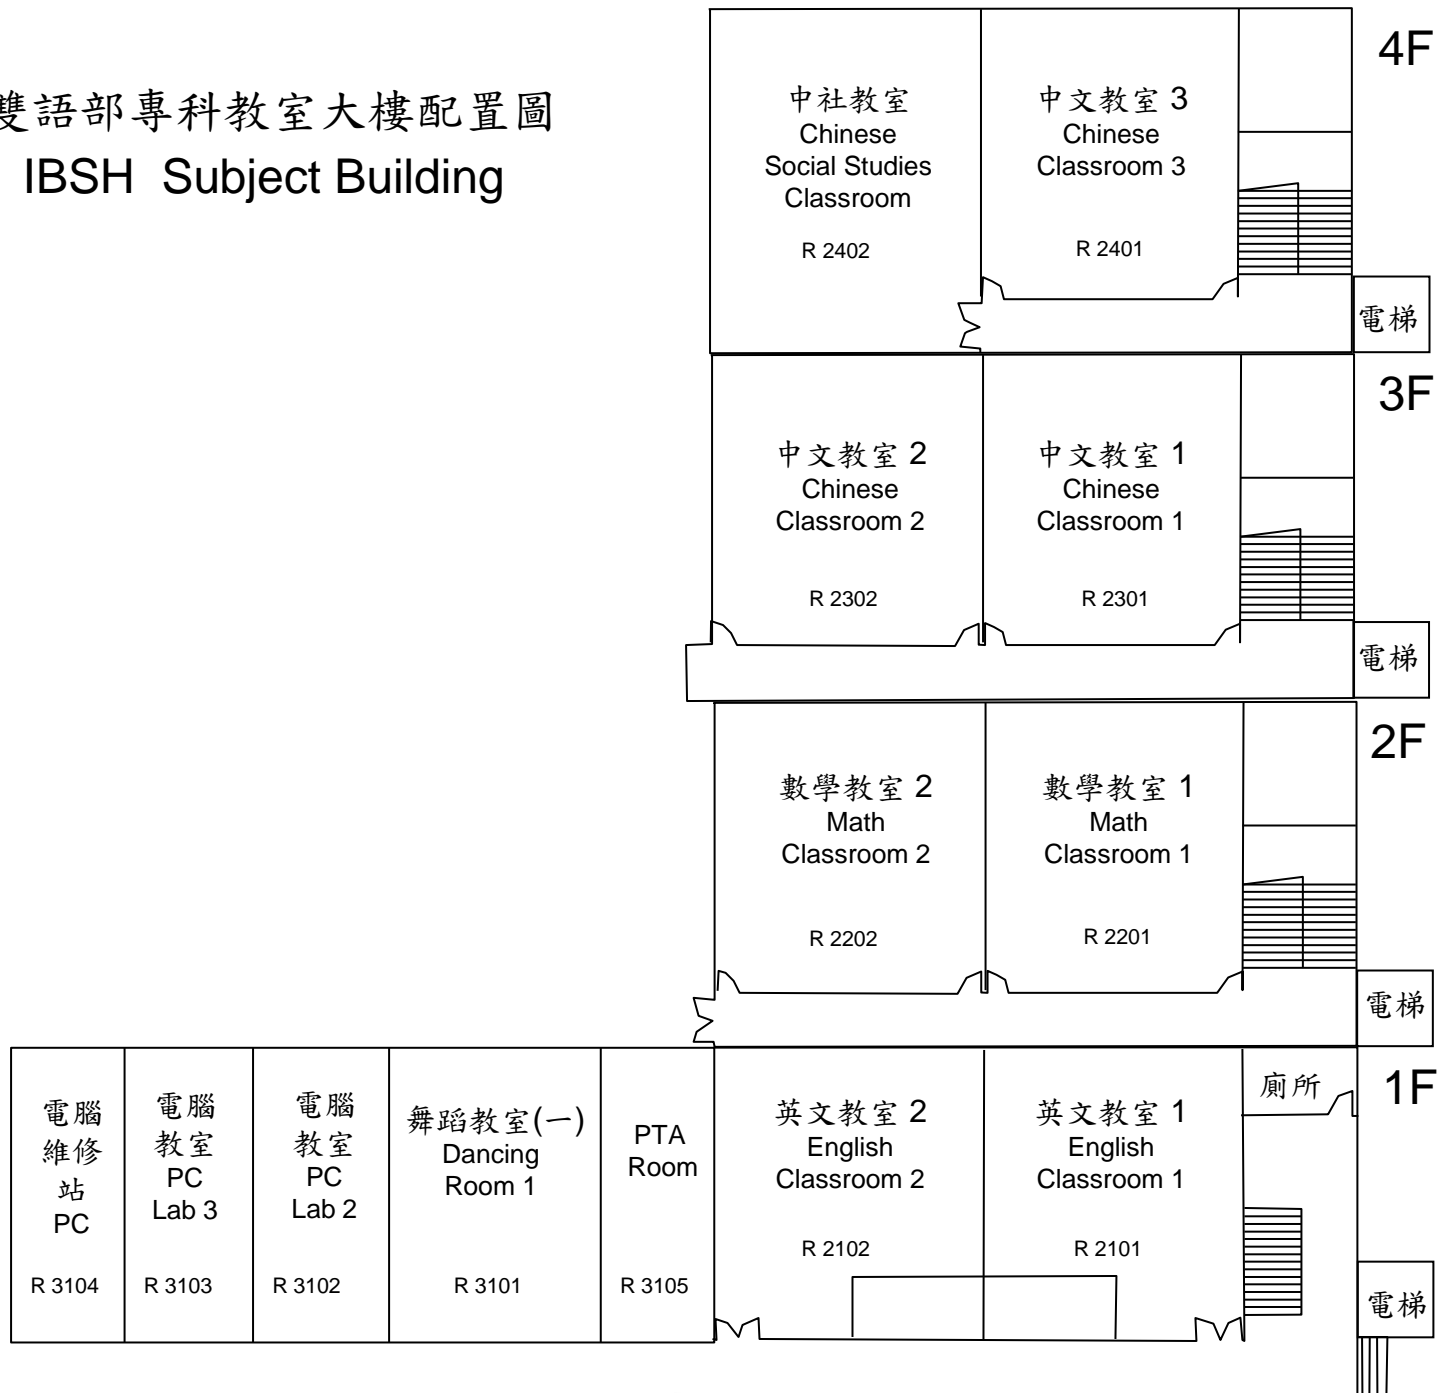 雙語部專科教室大樓配置圖
IBSH Subject Building
4F
中社教室
Chinese
Social Studies
Classroom
R 2402
中文教室 3
Chinese
Classroom 3
R 2401
電梯
3F
中文教室 2
Chinese
Classroom 2
R 2302
中文教室 1
Chinese
Classroom 1
R 2301
電梯
2F
數學教室 2
Math
Classroom 2
R 2202
數學教室 1
Math
Classroom 1
R 2201
電梯
1F
電腦
維修
站
PC
R 3104
電腦
教室
PC
Lab 3
R 3103
電腦
教室
PC
Lab 2
R 3102
舞蹈教室(一)
Dancing
Room 1
R 3101
PTA
Room
R 3105
英文教室 2
English
Classroom 2
R 2102
英文教室 1
English
Classroom 1
R 2101
廁所
電梯